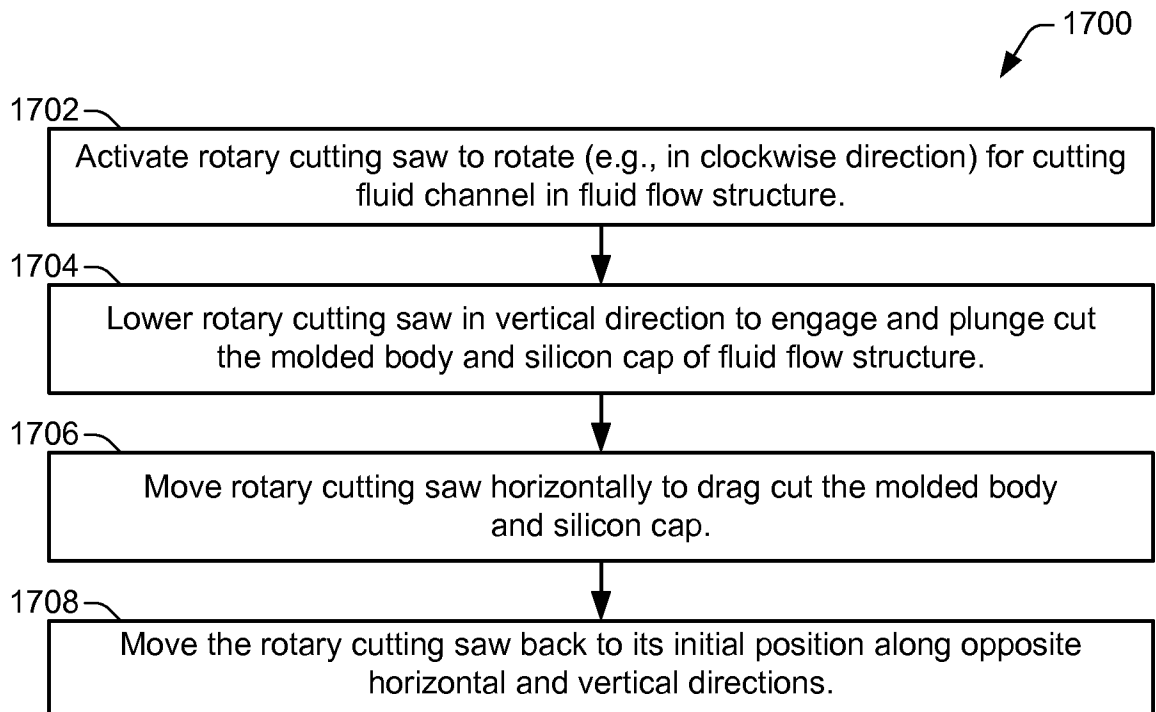 1700
1702
Activate rotary cutting saw to rotate (e.g., in clockwise direction) for cutting
fluid channel in fluid flow structure.
1704
Lower rotary cutting saw in vertical direction to engage and plunge cut
the molded body and silicon cap of fluid flow structure.
1706
Move rotary cutting saw horizontally to drag cut the molded body
and silicon cap.
1708
Move the rotary cutting saw back to its initial position along opposite
horizontal and vertical directions.